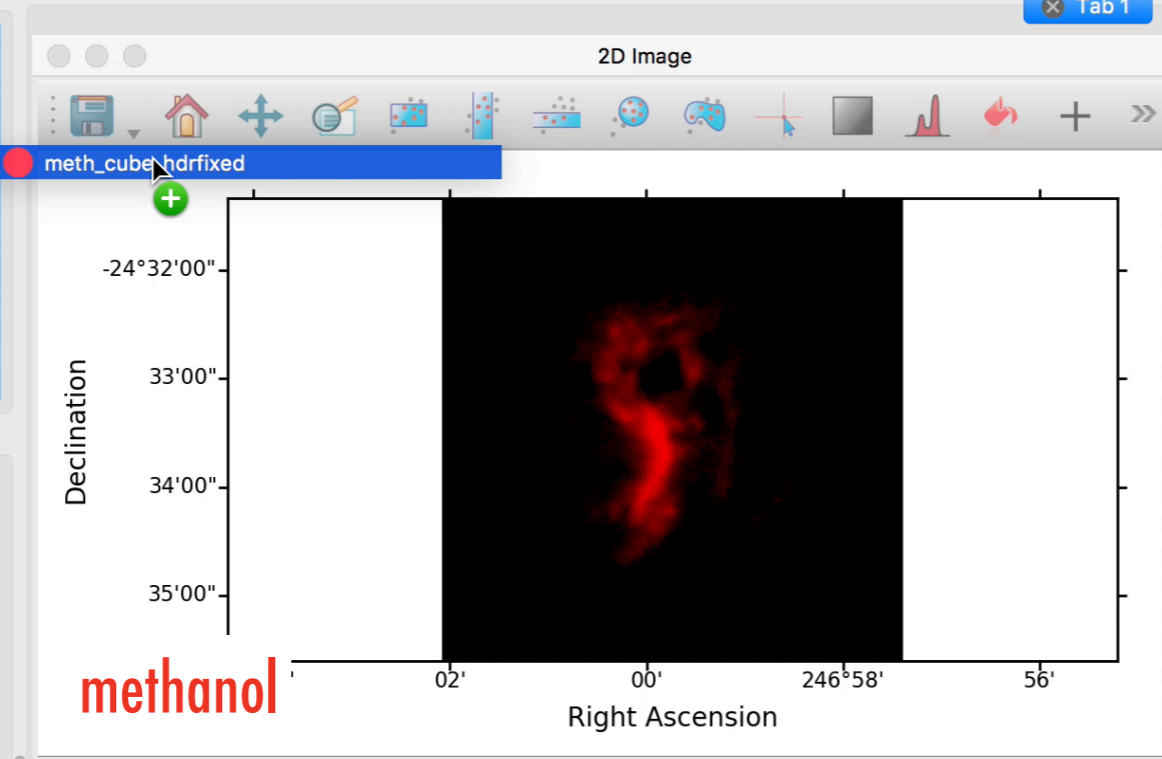 Tab 1
2D Image
meth_cube_hdrfixed
-24°32'00"
33'00"
Declination
34'00"
35'00"
methanol
02'
00'
246°58'
56'
Right Ascension